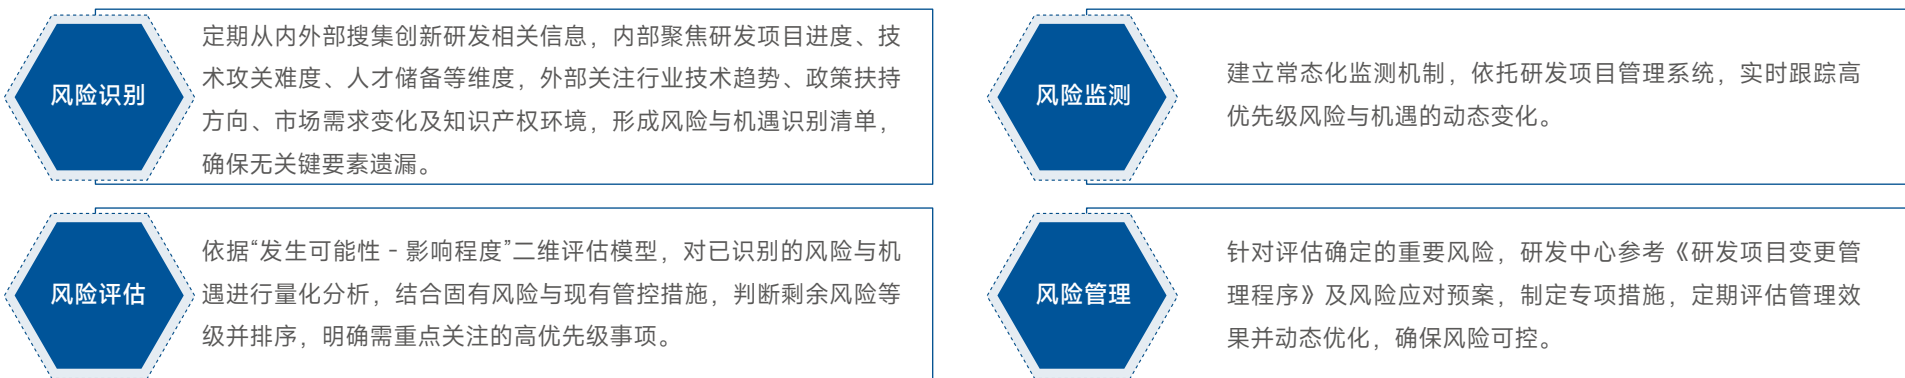 风险识别
定期从内外部搜集创新研发相关信息，内部聚焦研发项目进度、技
术攻关难度、人才储备等维度，外部关注行业技术趋势、政策扶持
方向、市场需求变化及知识产权环境，形成风险与机遇识别清单，
确保无关键要素遗漏。
风险评估
依据“发生可能性 - 影响程度”二维评估模型，对已识别的风险与机
遇进行量化分析，结合固有风险与现有管控措施，判断剩余风险等
级并排序，明确需重点关注的高优先级事项。
风险监测
建立常态化监测机制，依托研发项目管理系统，实时跟踪高
优先级风险与机遇的动态变化。
风险管理
针对评估确定的重要风险，研发中心参考《研发项目变更管
理程序》及风险应对预案，制定专项措施，定期评估管理效
果并动态优化，确保风险可控。